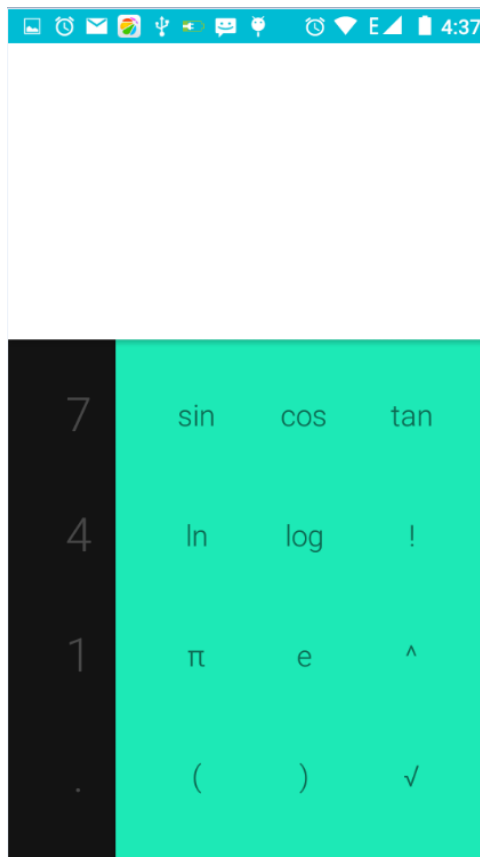 E 4:37
7 sin cos tan
4 ln log !
1 π e ^
. ( ) √